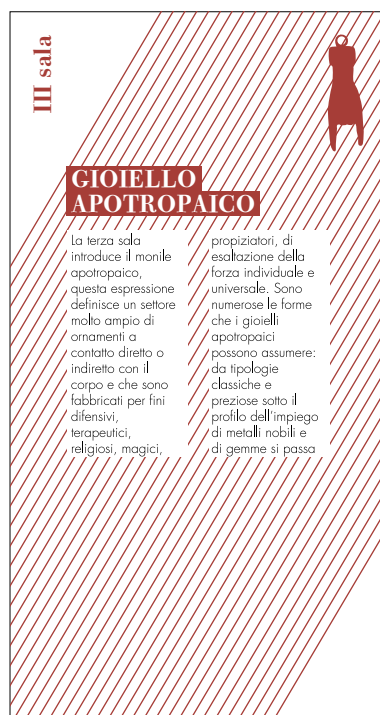 III sala
GIOIELLO
APOTROPAICO
La terza sala
introduce il monile
apotropaico,
questa espressione
definisce un settore
molto ampio di
ornamenti a
contatto diretto o
indiretto con il
corpo e che sono
fabbricati per fini
difensivi,
terapeutici,
religiosi, magici,
propiziatori, di
esaltazione della
forza individuale e
universale. Sono
numerose le forme
che i gioielli
apotropaici
possono assumere:
da tipologie
classiche e
preziose sotto il
profilo dell’impiego
di metalli nobili e
di gemme si passa